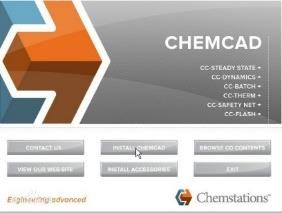 CHEMCAD
CC-STEADY STATE
CC-DYNAMICS
CC-BATCH
CC-THERM
CC-SAFETY NET
CC-FLASH
CONTACT US
INSTALL CHEMCAD
BROWSE CD CONTENTS
VIEW OUR WEB SITE
INSTALL ACCESSORIES
EXIT
Engineering advanced
Chemstations™